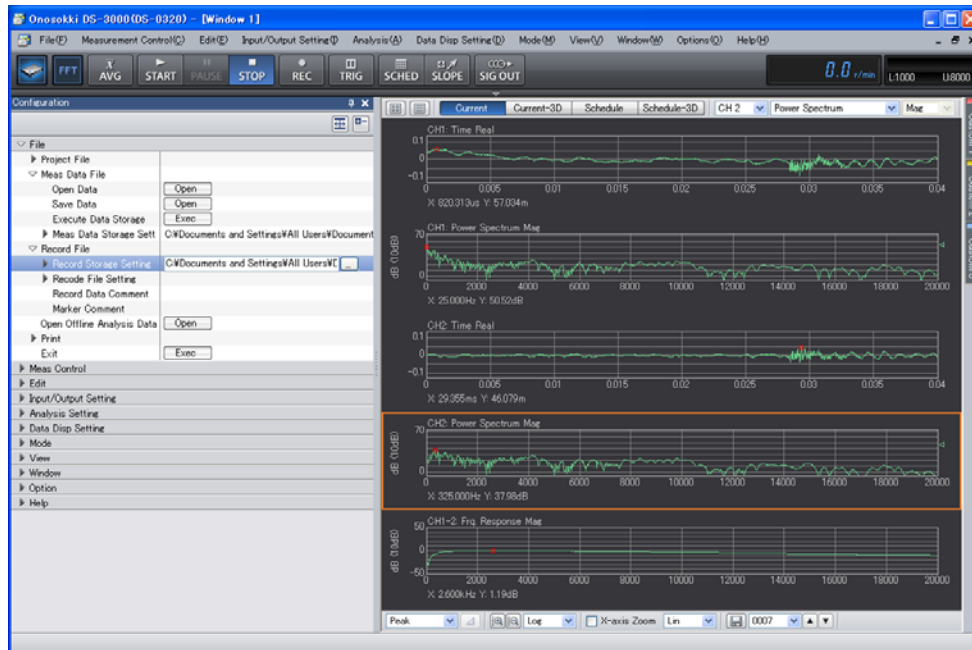 Onosokki DS-3000(DS-0320) - [Window 1]
File(F) Measurement Control(C) Edit(E) Input/Output Setting(I) Analysis(A) Data Disp Setting(D) Mode(M) View(V) Window(W) Options(O) Help(H)
FFT AVG START PAUSE STOP REC TRIG SCHED SLOPE SIG OUT 0.0 r/min L:1000 U:8000
Configuration
Current Current-3D Schedule Schedule-3D CH 2 Power Spectrum Mag
File
Project File
Meas Data File
Open Data Open
Save Data Open
Execute Data Storage Exec
Meas Data Storage Sett C:¥Documents and Settings¥All Users¥Document
Record File
Record Storage Setting C:¥Documents and Settings¥All Users¥D ...
Recode File Setting
Record Data Comment
Marker Comment
Open Offline Analysis Data Open
Print
Exit Exec
Meas Control
Edit
Input/Output Setting
Analysis Setting
Data Disp Setting
Mode
View
Window
Option
Help
CH1: Time Real
0.1
0
-0.1
0 0.005 0.01 0.015 0.02 0.025 0.03 0.035 0.04
X: 820.313us Y: 57.034m
CH1: Power Spectrum Mag
70
dB (10dB)
0
0 2000 4000 6000 8000 10000 12000 14000 16000 18000 20000
X: 25.000Hz Y: 50.52dB
CH2: Time Real
0.1
0
-0.1
0 0.005 0.01 0.015 0.02 0.025 0.03 0.035 0.04
X: 29.355ms Y: 46.079m
CH2: Power Spectrum Mag
70
dB (10dB)
0
0 2000 4000 6000 8000 10000 12000 14000 16000 18000 20000
X: 325.000Hz Y: 37.98dB
CH1-2: Frq. Response Mag
50
dB (10dB)
0
-50
0 2000 4000 6000 8000 10000 12000 14000 16000 18000 20000
X: 2.600kHz Y: 1.19dB
Peak Log X-axis Zoom Lin 0007